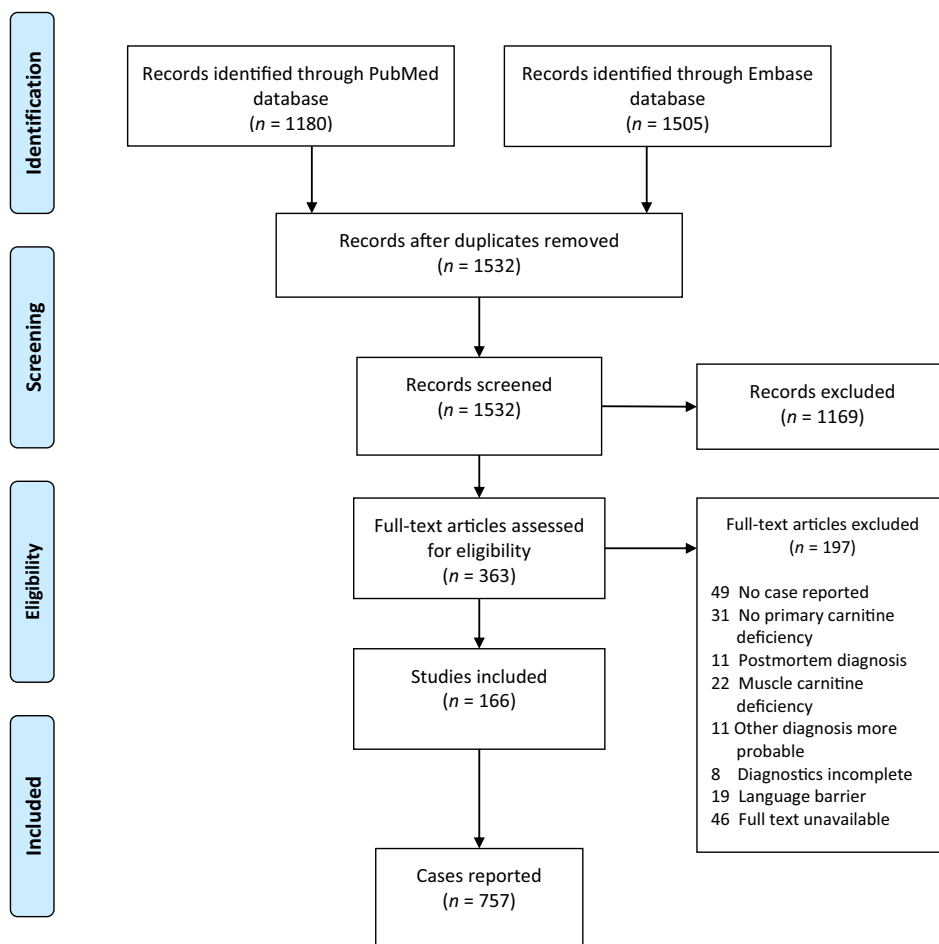 Identification
Records identified through PubMed
database
(n = 1180)
Records identified through Embase
database
(n = 1505)
Records after duplicates removed
(n = 1532)
Screening
Records screened
(n = 1532)
Records excluded
(n = 1169)
Eligibility
Full-text articles assessed
for eligibility
(n = 363)
Full-text articles excluded
(n = 197)
49 No case reported
31 No primary carnitine
deficiency
11 Postmortem diagnosis
22 Muscle carnitine
deficiency
11 Other diagnosis more
probable
8 Diagnostics incomplete
19 Language barrier
46 Full text unavailable
Studies included
(n = 166)
Included
Cases reported
(n = 757)